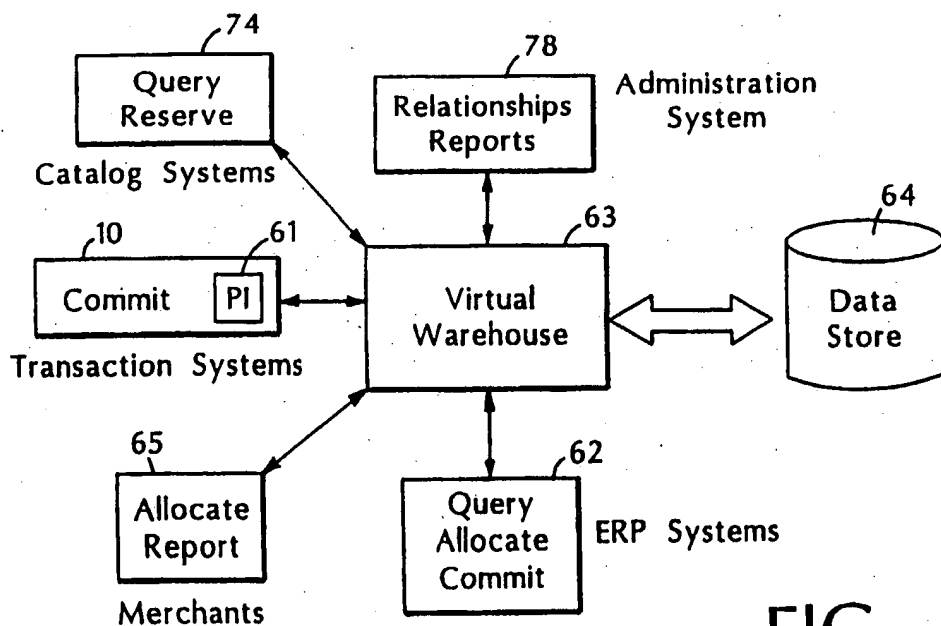 74
Query
Reserve
Catalog Systems
78
Relationships
Reports
Administration
System
10
61
Commit
PI
Transaction Systems
63
Virtual
Warehouse
64
Data
Store
65
Allocate
Report
Merchants
62
Query
Allocate
Commit
ERP Systems
FIG